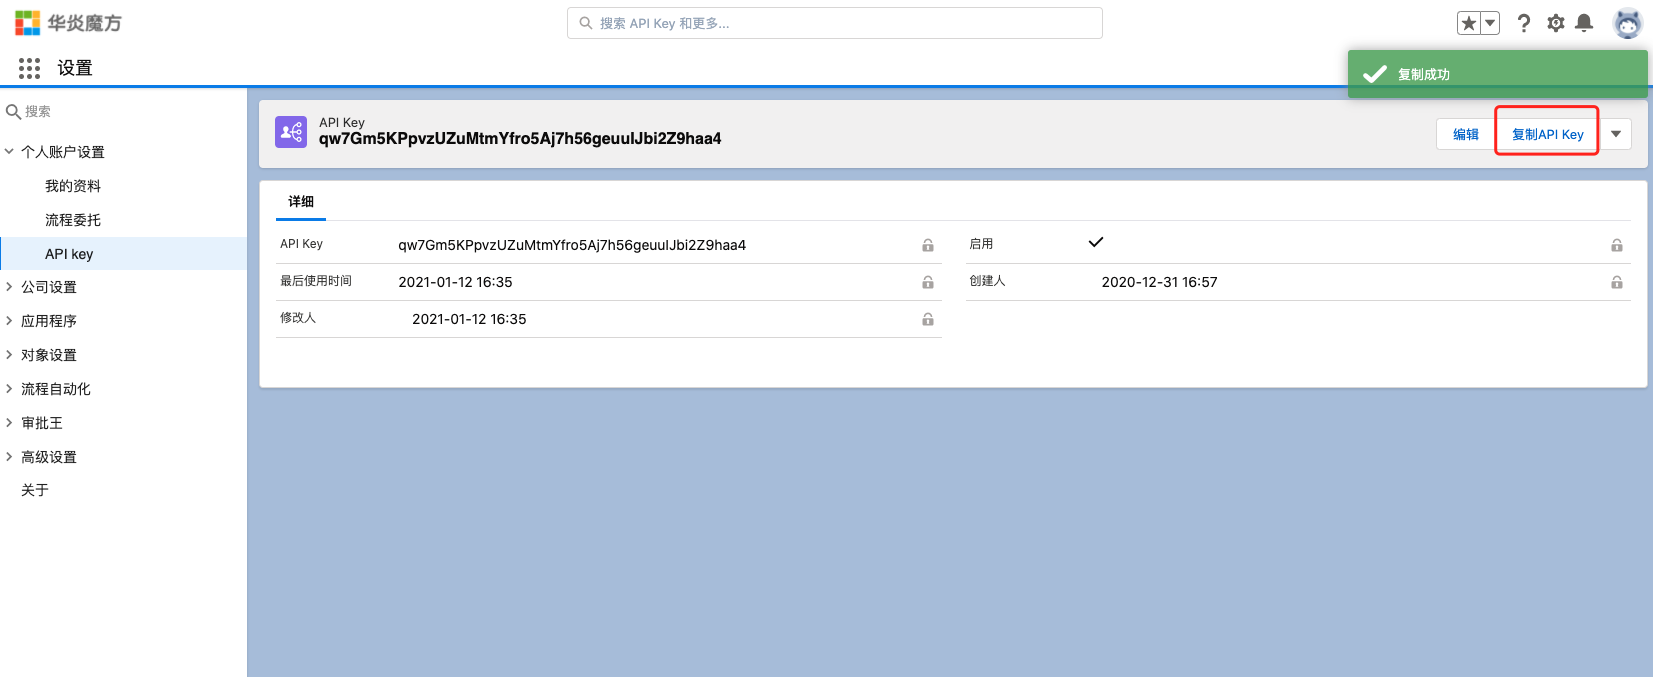 华炎魔方
搜索 API Key 和更多...
设置
复制成功
搜索
个人账户设置
我的资料
流程委托
API key
公司设置
应用程序
对象设置
流程自动化
审批王
高级设置
关于
API Key
qw7Gm5KPpvzUZuMtmYfro5Aj7h56geuulJbi2Z9haa4
编辑
复制API Key
详细
API Key qw7Gm5KPpvzUZuMtmYfro5Aj7h56geuulJbi2Z9haa4
启用
最后使用时间 2021-01-12 16:35
创建人 2020-12-31 16:57
修改人 2021-01-12 16:35